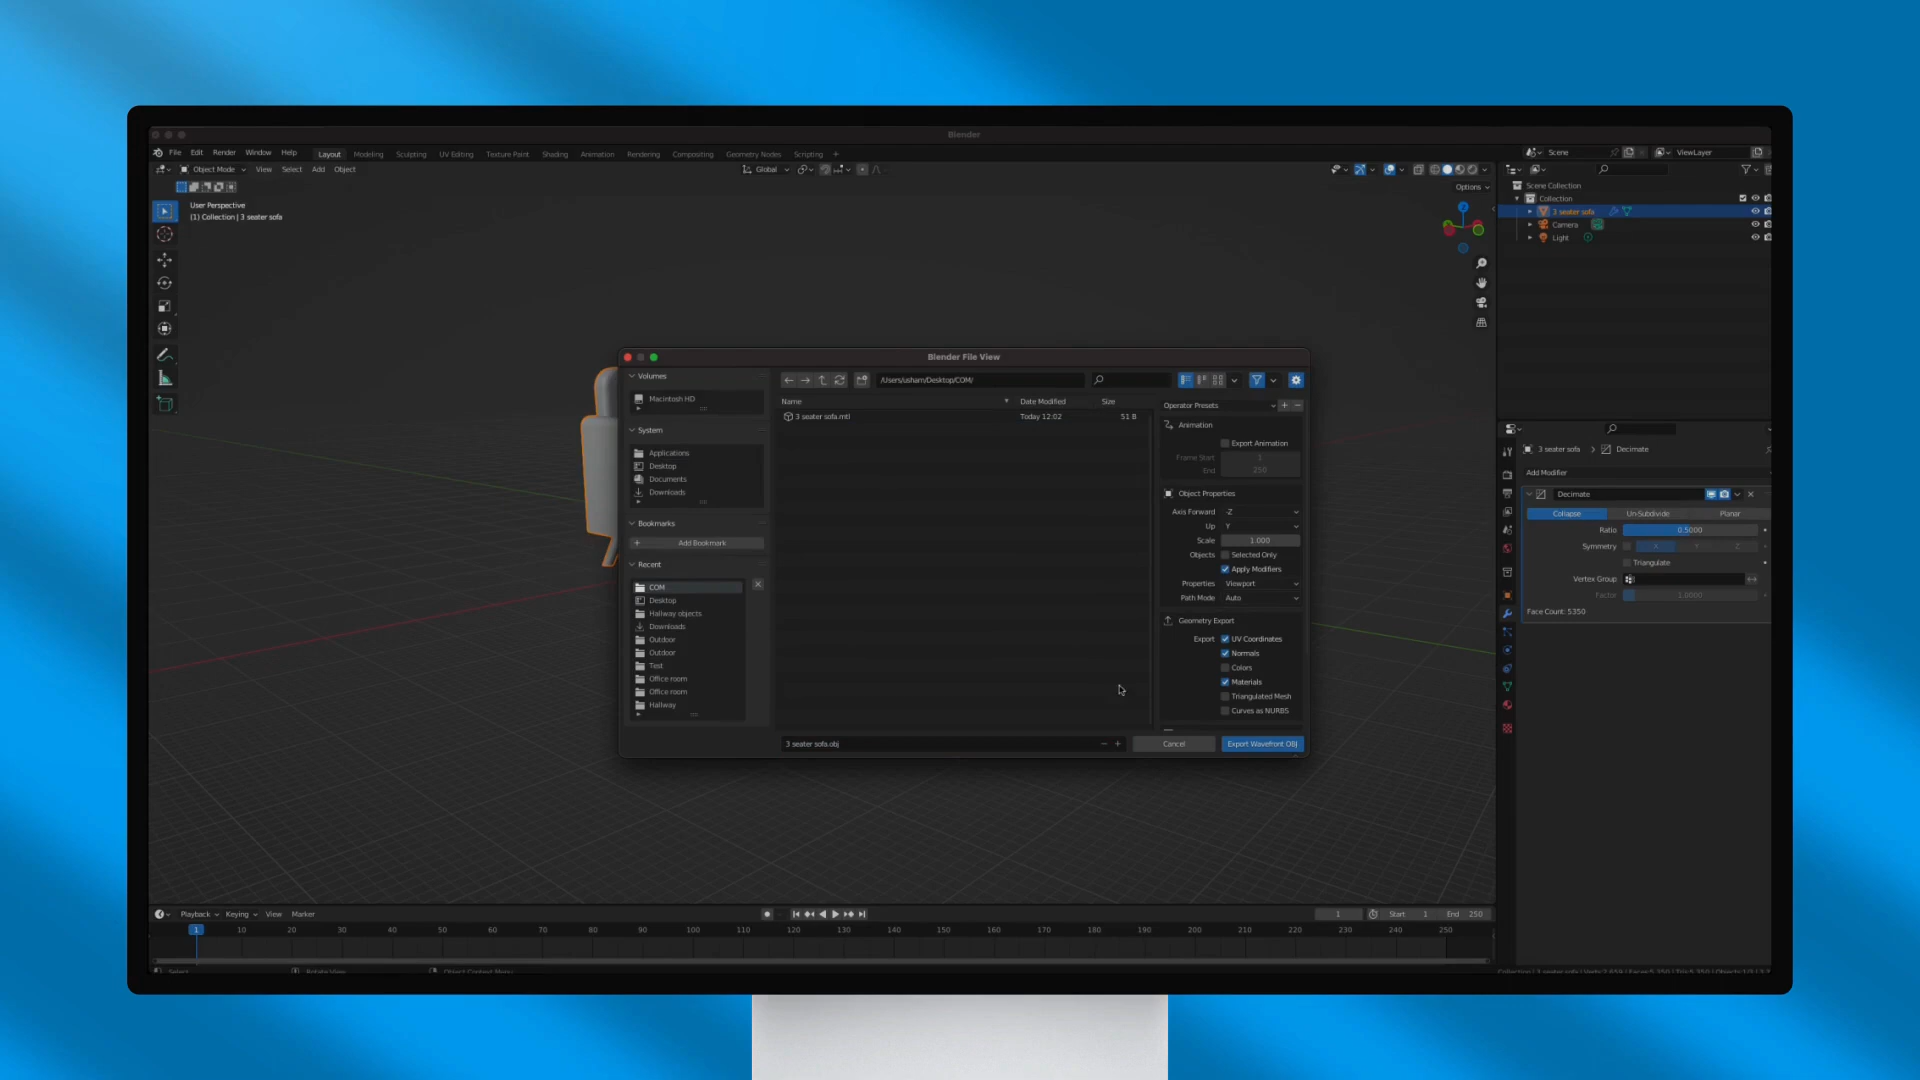 Blender
File Edit Render Window Help Layout Modeling Sculpting UV Editing Texture Paint Shading Animation Rendering Compositing Geometry Nodes Scripting + Scene ViewLayer
Object Mode View Select Add Object Global
Options
User Perspective
(1) Collection | 3 seater sofa
Scene Collection
Collection
3 seater sofa
Camera
Light
Blender File View
Volumes
Macintosh HD
System
Applications
Desktop
Documents
Downloads
Bookmarks
+ Add Bookmark
Recent
COM
Desktop
Hallway objects
Downloads
Outdoor
Outdoor
Test
Office room
Office room
Hallway
/Users/usham/Desktop/COM/
Name Date Modified Size
3 seater sofa.mtl Today 12:02 51 B
3 seater sofa.obj
Cancel
Export Wavefront OBJ
Operator Presets
Animation
Export Animation
Frame Start 1
End 250
Object Properties
Axis Forward -Z
Up Y
Scale 1.000
Objects Selected Only
Apply Modifiers
Properties Viewport
Path Mode Auto
Geometry Export
Export UV Coordinates
Normals
Colors
Materials
Triangulated Mesh
Curves as NURBS
3 seater sofa > Decimate
Add Modifier
Decimate
Collapse Un-Subdivide Planar
Ratio 0.5000
Symmetry X Y Z
Triangulate
Vertex Group
Factor 1.0000
Face Count: 5350
Playback Keying View Marker
1 Start 1 End 250
1 10 20 30 40 50 60 70 80 90 100 110 120 130 140 150 160 170 180 190 200 210 220 230 240 250
Select Rotate View Object Context Menu